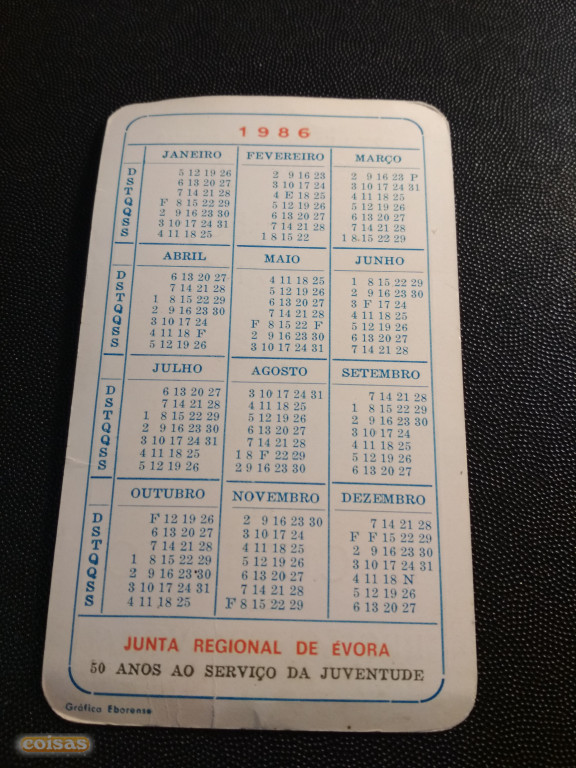 1986
JANEIRO FEVEREIRO MARÇO
D 5 12 19 26 2 9 16 23 2 9 16 23 P
S 6 13 20 27 3 10 17 24 3 10 17 24 31
T 7 14 21 28 4 E 18 25 4 11 18 25
Q F 8 15 22 29 5 12 19 26 5 12 19 26
Q 2 9 16 23 30 6 13 20 27 6 13 20 27
S 3 10 17 24 31 7 14 21 28 7 14 21 28
S 4 11 18 25 1 8 15 22 1 8 15 22 29
ABRIL MAIO JUNHO
D 6 13 20 27 4 11 18 25 1 8 15 22 29
S 7 14 21 28 5 12 19 26 2 9 16 23 30
T 1 8 15 22 29 6 13 20 27 3 F 17 24
Q 2 9 16 23 30 7 14 21 28 4 11 18 25
Q 3 10 17 24 F 8 15 22 F 5 12 19 26
S 4 11 18 F 2 9 16 23 30 6 13 20 27
S 5 12 19 26 3 10 17 24 31 7 14 21 28
JULHO AGOSTO SETEMBRO
D 6 13 20 27 3 10 17 24 31 7 14 21 28
S 7 14 21 28 4 11 18 25 1 8 15 22 29
T 1 8 15 22 29 5 12 19 26 2 9 16 23 30
Q 2 9 16 23 30 6 13 20 27 3 10 17 24
Q 3 10 17 24 31 7 14 21 28 4 11 18 25
S 4 11 18 25 1 8 F 22 29 5 12 19 26
S 5 12 19 26 2 9 16 23 30 6 13 20 27
OUTUBRO NOVEMBRO DEZEMBRO
D F 12 19 26 2 9 16 23 30 7 14 21 28
S 6 13 20 27 3 10 17 24 F F 15 22 29
T 7 14 21 28 4 11 18 25 2 9 16 23 30
Q 1 8 15 22 29 5 12 19 26 3 10 17 24 31
Q 2 9 16 23 30 6 13 20 27 4 11 18 N
S 3 10 17 24 31 7 14 21 28 5 12 19 26
S 4 11 18 25 F 8 15 22 29 6 13 20 27
JUNTA REGIONAL DE ÉVORA
50 ANOS AO SERVIÇO DA JUVENTUDE
Gráfica Eborense
coisas